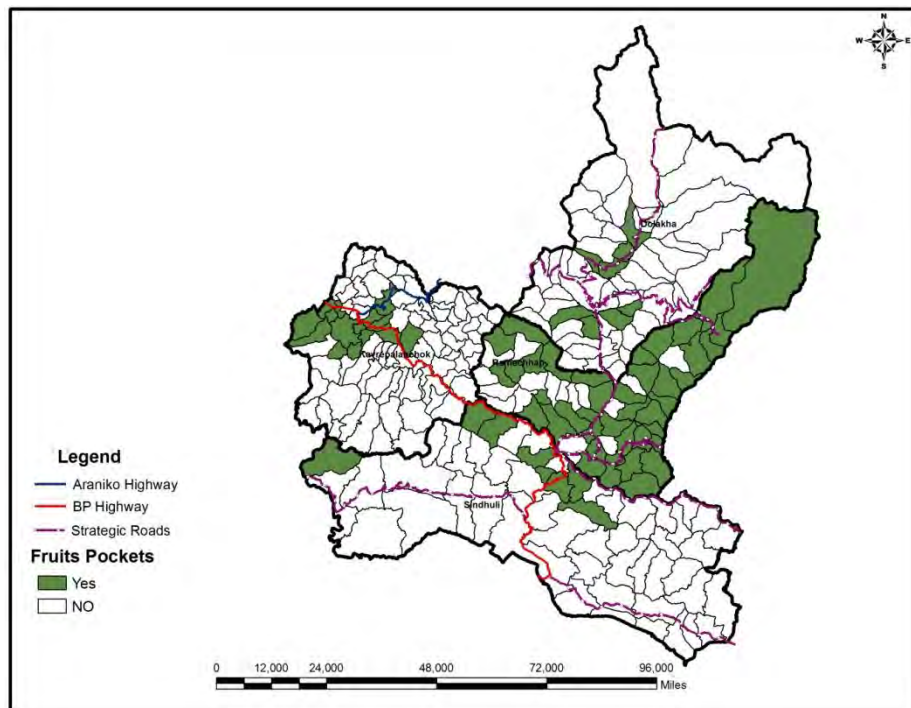 N
W E
S
Dolakha
Kavrepalanchok
Ramechhap
Sindhuli
Legend
Araniko Highway
BP Highway
Strategic Roads
Fruits Pockets
Yes
NO
0 12,000 24,000 48,000 72,000 96,000
Miles